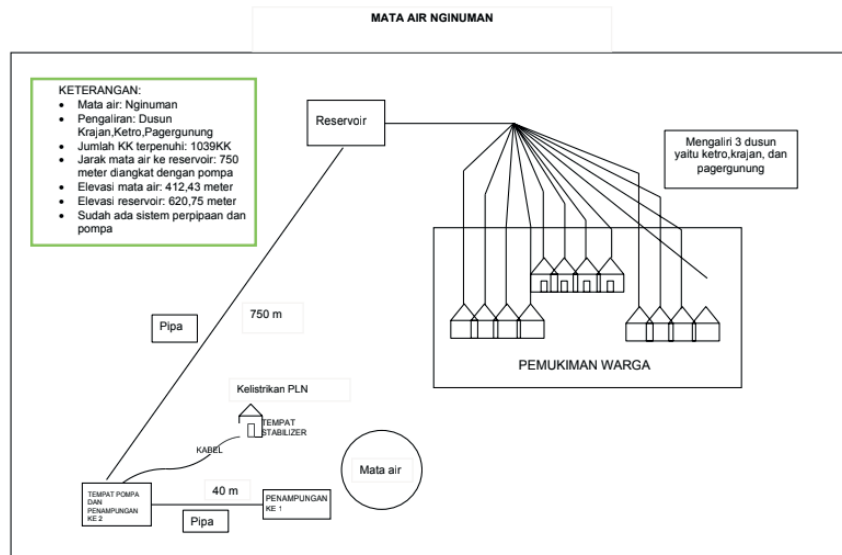 MATA AIR NGINUMAN
KETERANGAN:
• Mata air: Nginuman
• Pengaliran: Dusun
Krajan,Ketro,Pagergunung
• Jumlah KK terpenuhi: 1039KK
• Jarak mata air ke reservoir: 750
meter diangkat dengan pompa
• Elevasi mata air: 412,43 meter
• Elevasi reservoir: 620,75 meter
• Sudah ada sistem perpipaan dan
pompa
Reservoir
Mengaliri 3 dusun
yaitu ketro,krajan, dan
pagergunung
750 m
Pipa
PEMUKIMAN WARGA
Kelistrikan PLN
TEMPAT
STABILIZER
KABEL
Mata air
TEMPAT POMPA
DAN
PENAMPUNGAN
KE 2
40 m
Pipa
PENAMPUNGAN
KE 1